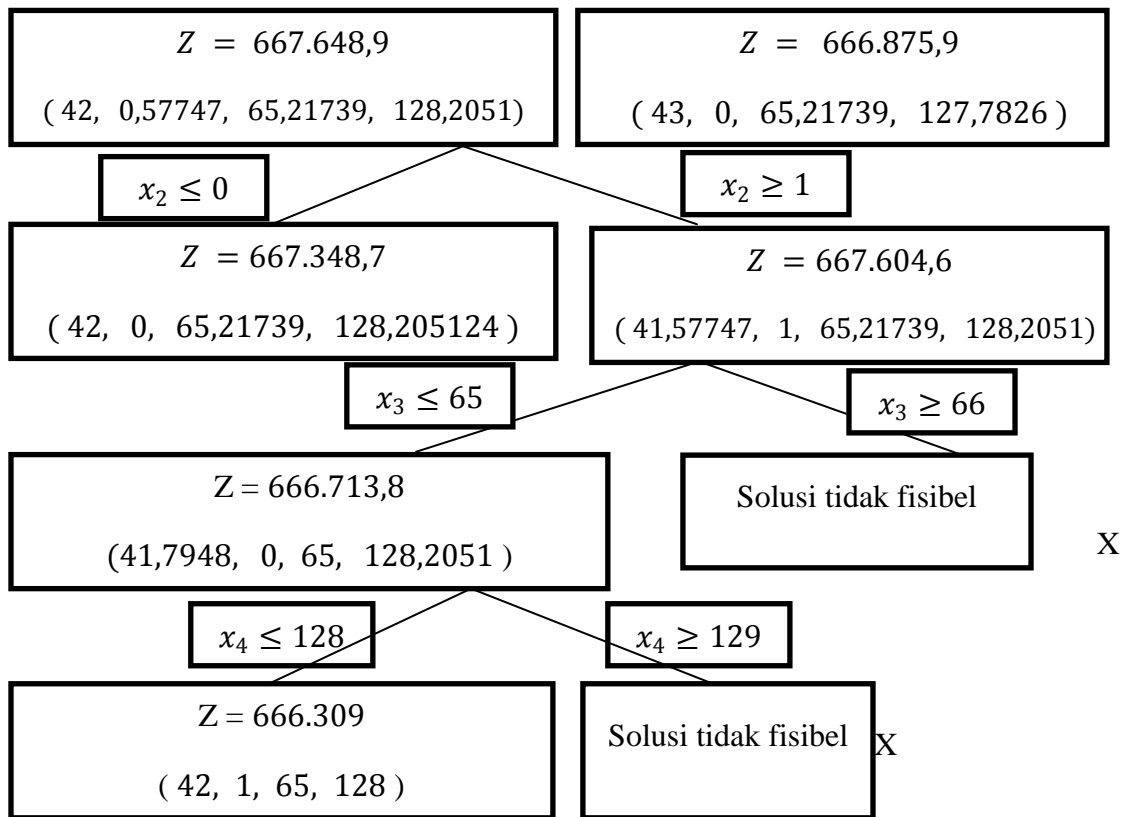 Z = 667.648,9
( 42, 0,57747, 65,21739, 128,2051)
Z = 666.875,9
( 43, 0, 65,21739, 127,7826 )
x₂ ≤ 0
x₂ ≥ 1
Z = 667.348,7
( 42, 0, 65,21739, 128,205124 )
Z = 667.604,6
( 41,57747, 1, 65,21739, 128,2051)
x₃ ≤ 65
x₃ ≥ 66
Z = 666.713,8
(41,7948, 0, 65, 128,2051 )
Solusi tidak fisibel
X
x₄ ≤ 128
x₄ ≥ 129
Z = 666.309
( 42, 1, 65, 128 )
Solusi tidak fisibel
X